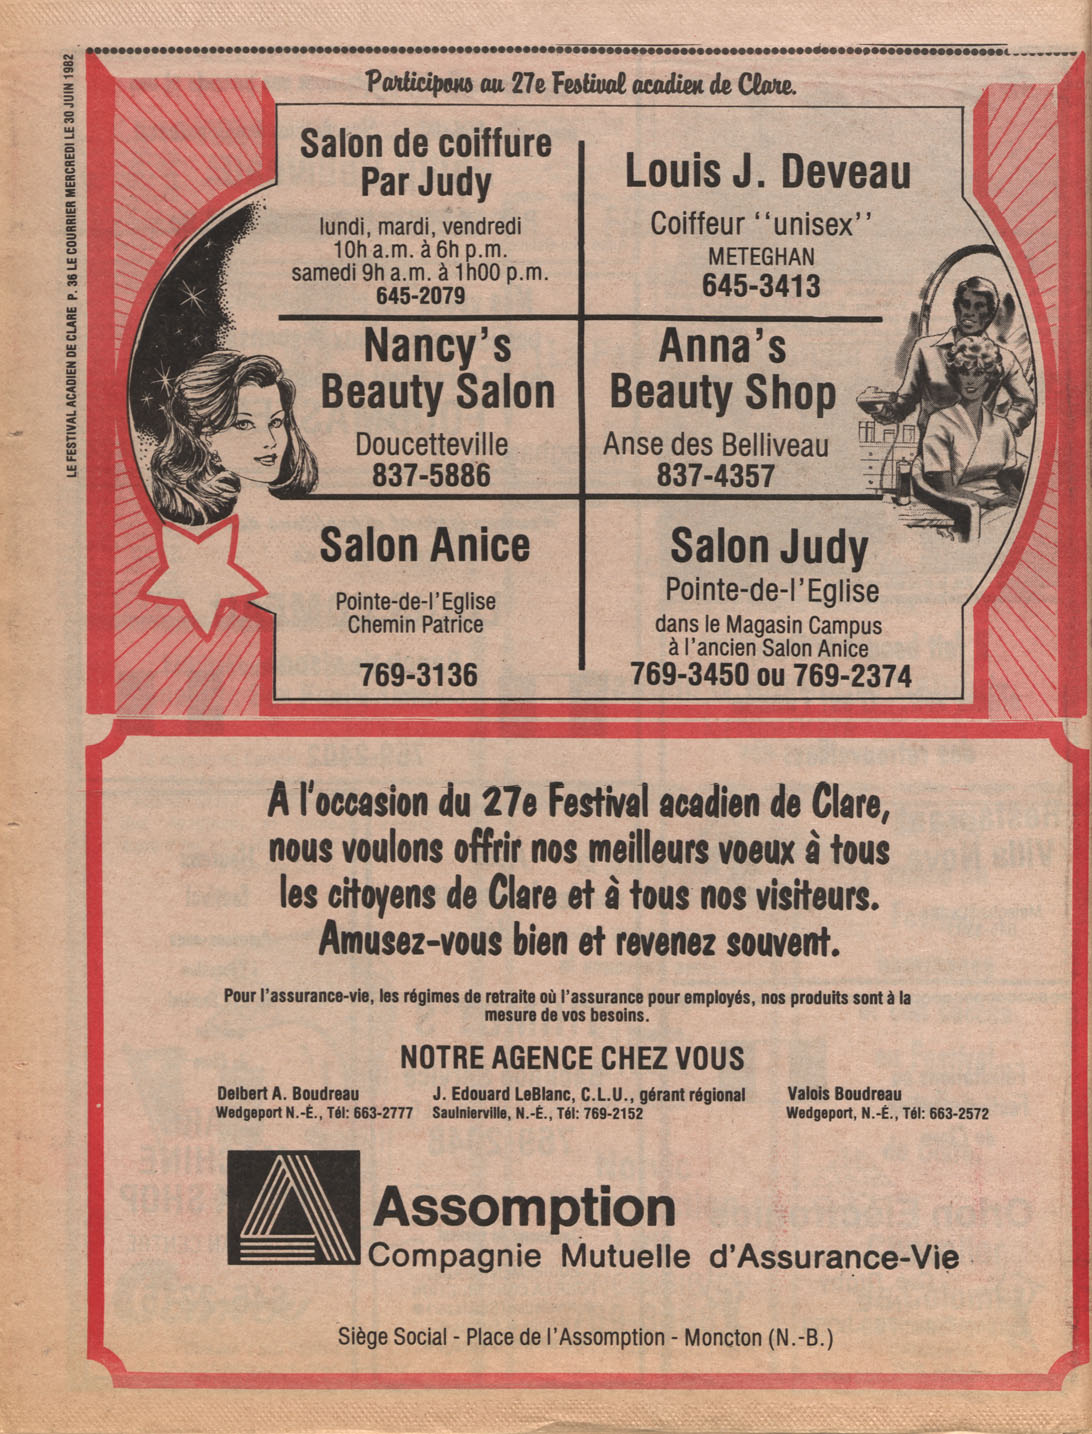 LE FESTIVAL ACADIEN DE CLARE P. 36 LE COURRIER MERCREDI LE 30 JUIN 1982
Participons au 27e Festival acadien de Clare.
Salon de coiffure
Par Judy
lundi, mardi, vendredi
10h a.m. à 6h p.m.
samedi 9h a.m. à 1h00 p.m.
645-2079
Louis J. Deveau
Coiffeur "unisex"
METEGHAN
645-3413
Nancy's
Beauty Salon
Doucetteville
837-5886
Anna's
Beauty Shop
Anse des Belliveau
837-4357
Salon Anice
Pointe-de-l'Eglise
Chemin Patrice
769-3136
Salon Judy
Pointe-de-l'Eglise
dans le Magasin Campus
à l'ancien Salon Anice
769-3450 ou 769-2374
A l'occasion du 27e Festival acadien de Clare,
nous voulons offrir nos meilleurs voeux à tous
les citoyens de Clare et à tous nos visiteurs.
Amusez-vous bien et revenez souvent.
Pour l'assurance-vie, les régimes de retraite où l'assurance pour employés, nos produits sont à la
mesure de vos besoins.
NOTRE AGENCE CHEZ VOUS
Delbert A. Boudreau
Wedgeport N.-É., Tél: 663-2777
J. Edouard LeBlanc, C.L.U., gérant régional
Saulnierville, N.-É., Tél: 769-2152
Valois Boudreau
Wedgeport, N.-É., Tél: 663-2572
Assomption
Compagnie Mutuelle d'Assurance-Vie
Siège Social - Place de l'Assomption - Moncton (N.-B.)